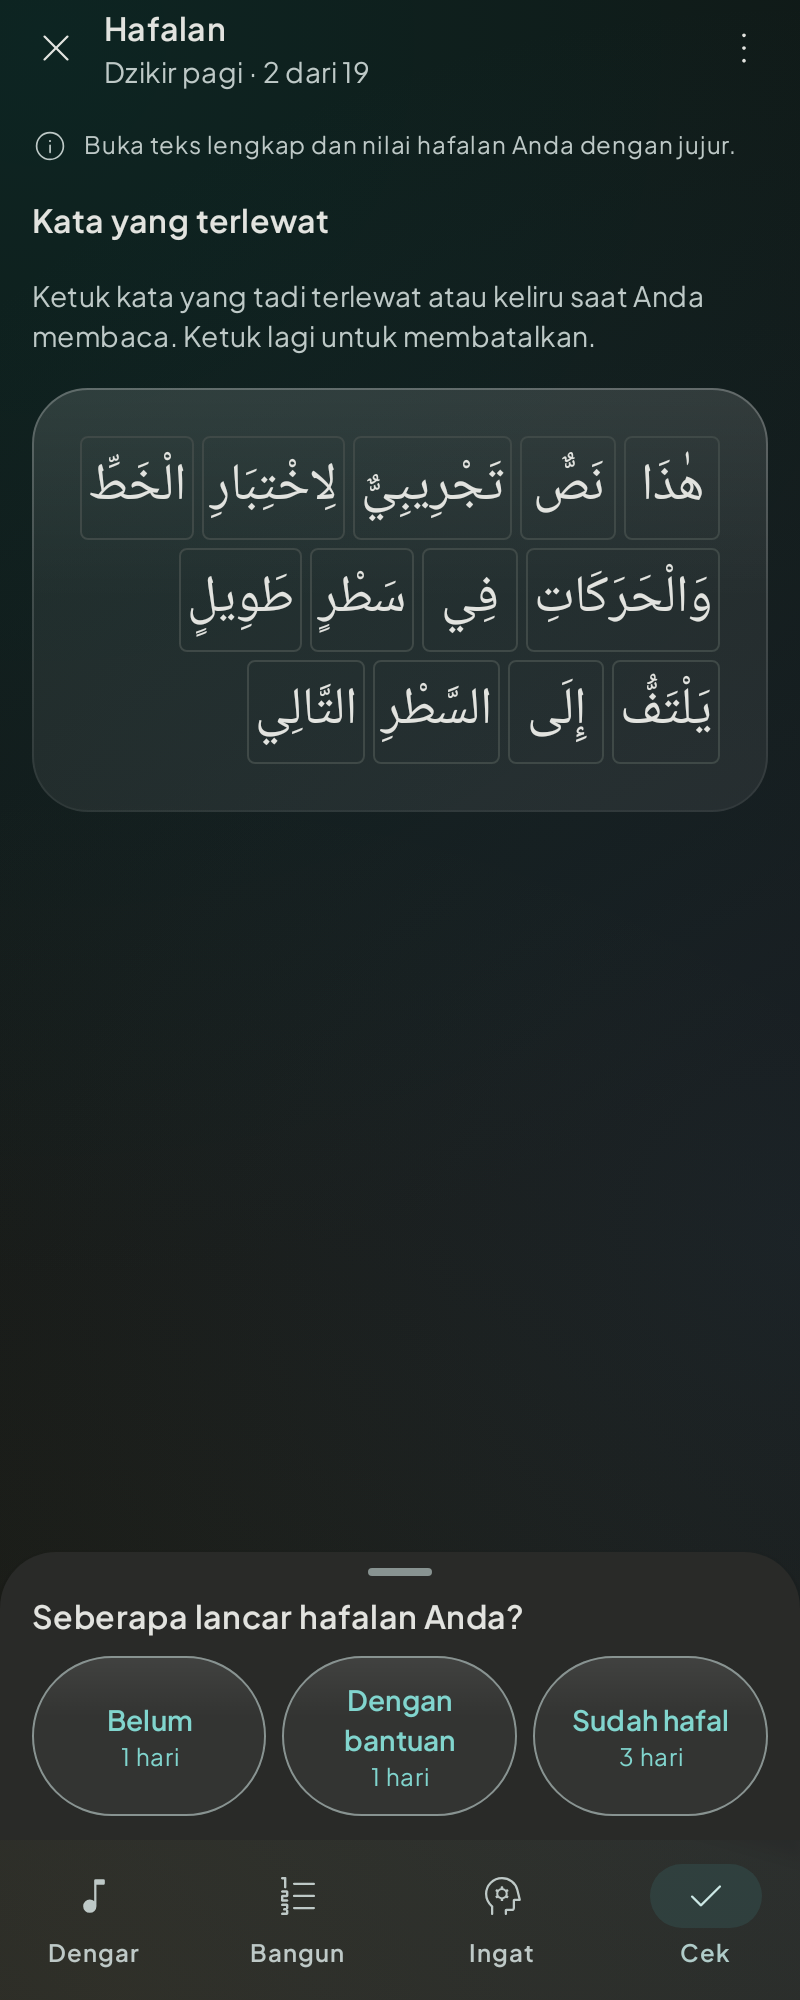 Hafalan
Dzikir pagi · 2 dari 19
Buka teks lengkap dan nilai hafalan Anda dengan jujur.
Kata yang terlewat
Ketuk kata yang tadi terlewat atau keliru saat Anda
membaca. Ketuk lagi untuk membatalkan.
هٰذَا نَصٌّ تَجْرِيبِيٌّ لِاخْتِبَارِ الْخَطِّ
وَالْحَرَكَاتِ فِي سَطْرٍ طَوِيلٍ
يَلْتَفُّ إِلَى السَّطْرِ التَّالِي
Seberapa lancar hafalan Anda?
Belum
1 hari
Dengan
bantuan
1 hari
Sudah hafal
3 hari
Dengar
Bangun
Ingat
Cek